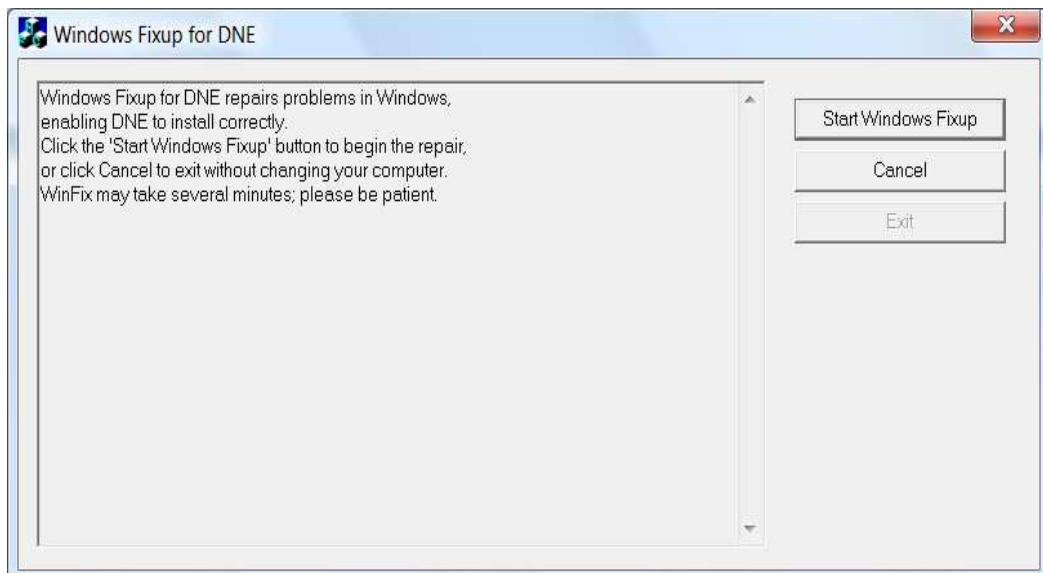 Windows Fixup for DNE
Windows Fixup for DNE repairs problems in Windows,
enabling DNE to install correctly.
Click the 'Start Windows Fixup' button to begin the repair,
or click Cancel to exit without changing your computer.
WinFix may take several minutes; please be patient.
Start Windows Fixup
Cancel
Exit